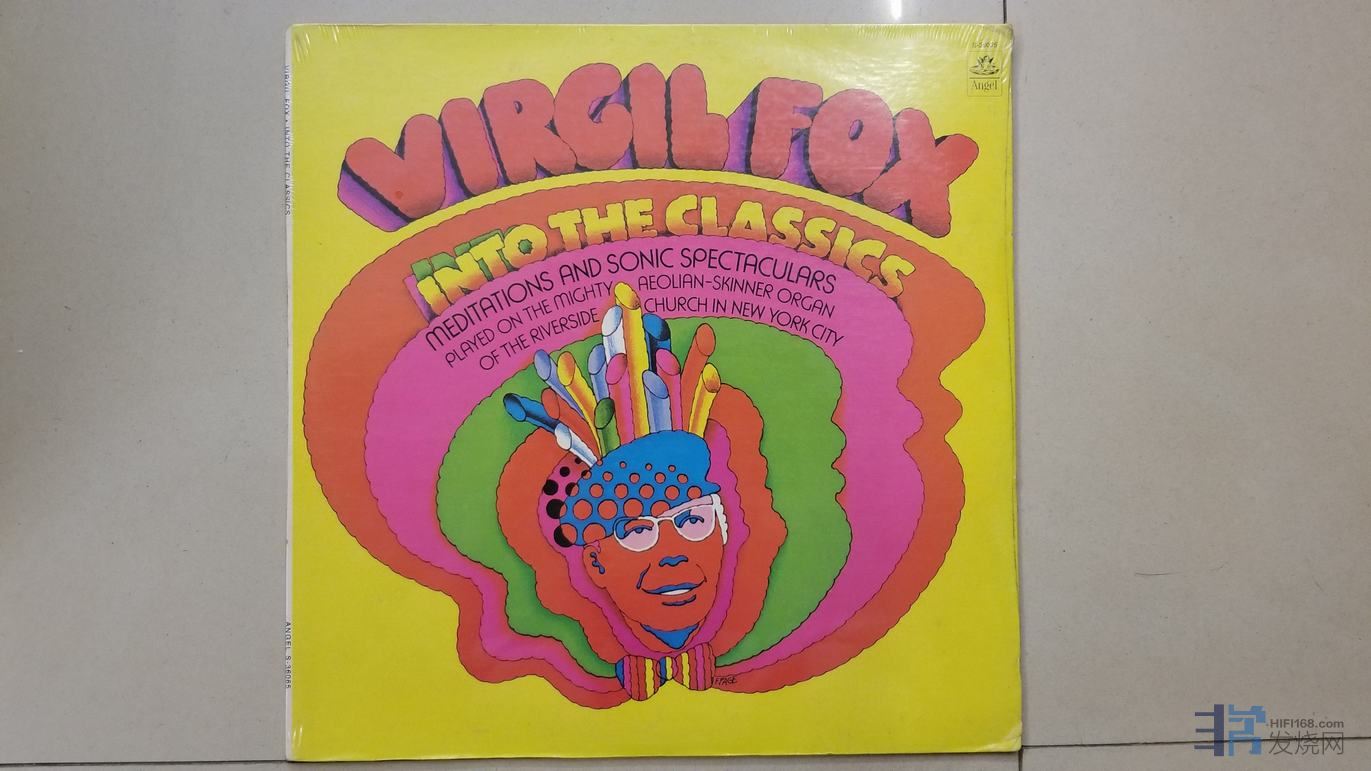 VIRGIL FOX
INTO THE CLASSICS
MEDITATIONS AND SONIC SPECTACULARS
PLAYED ON THE MIGHTY AEOLIAN-SKINNER ORGAN
OF THE RIVERSIDE CHURCH IN NEW YORK CITY
Angel
VIRGIL FOX • INTO THE CLASSICS
ANGEL S-36065
HIFI168.com
发烧网